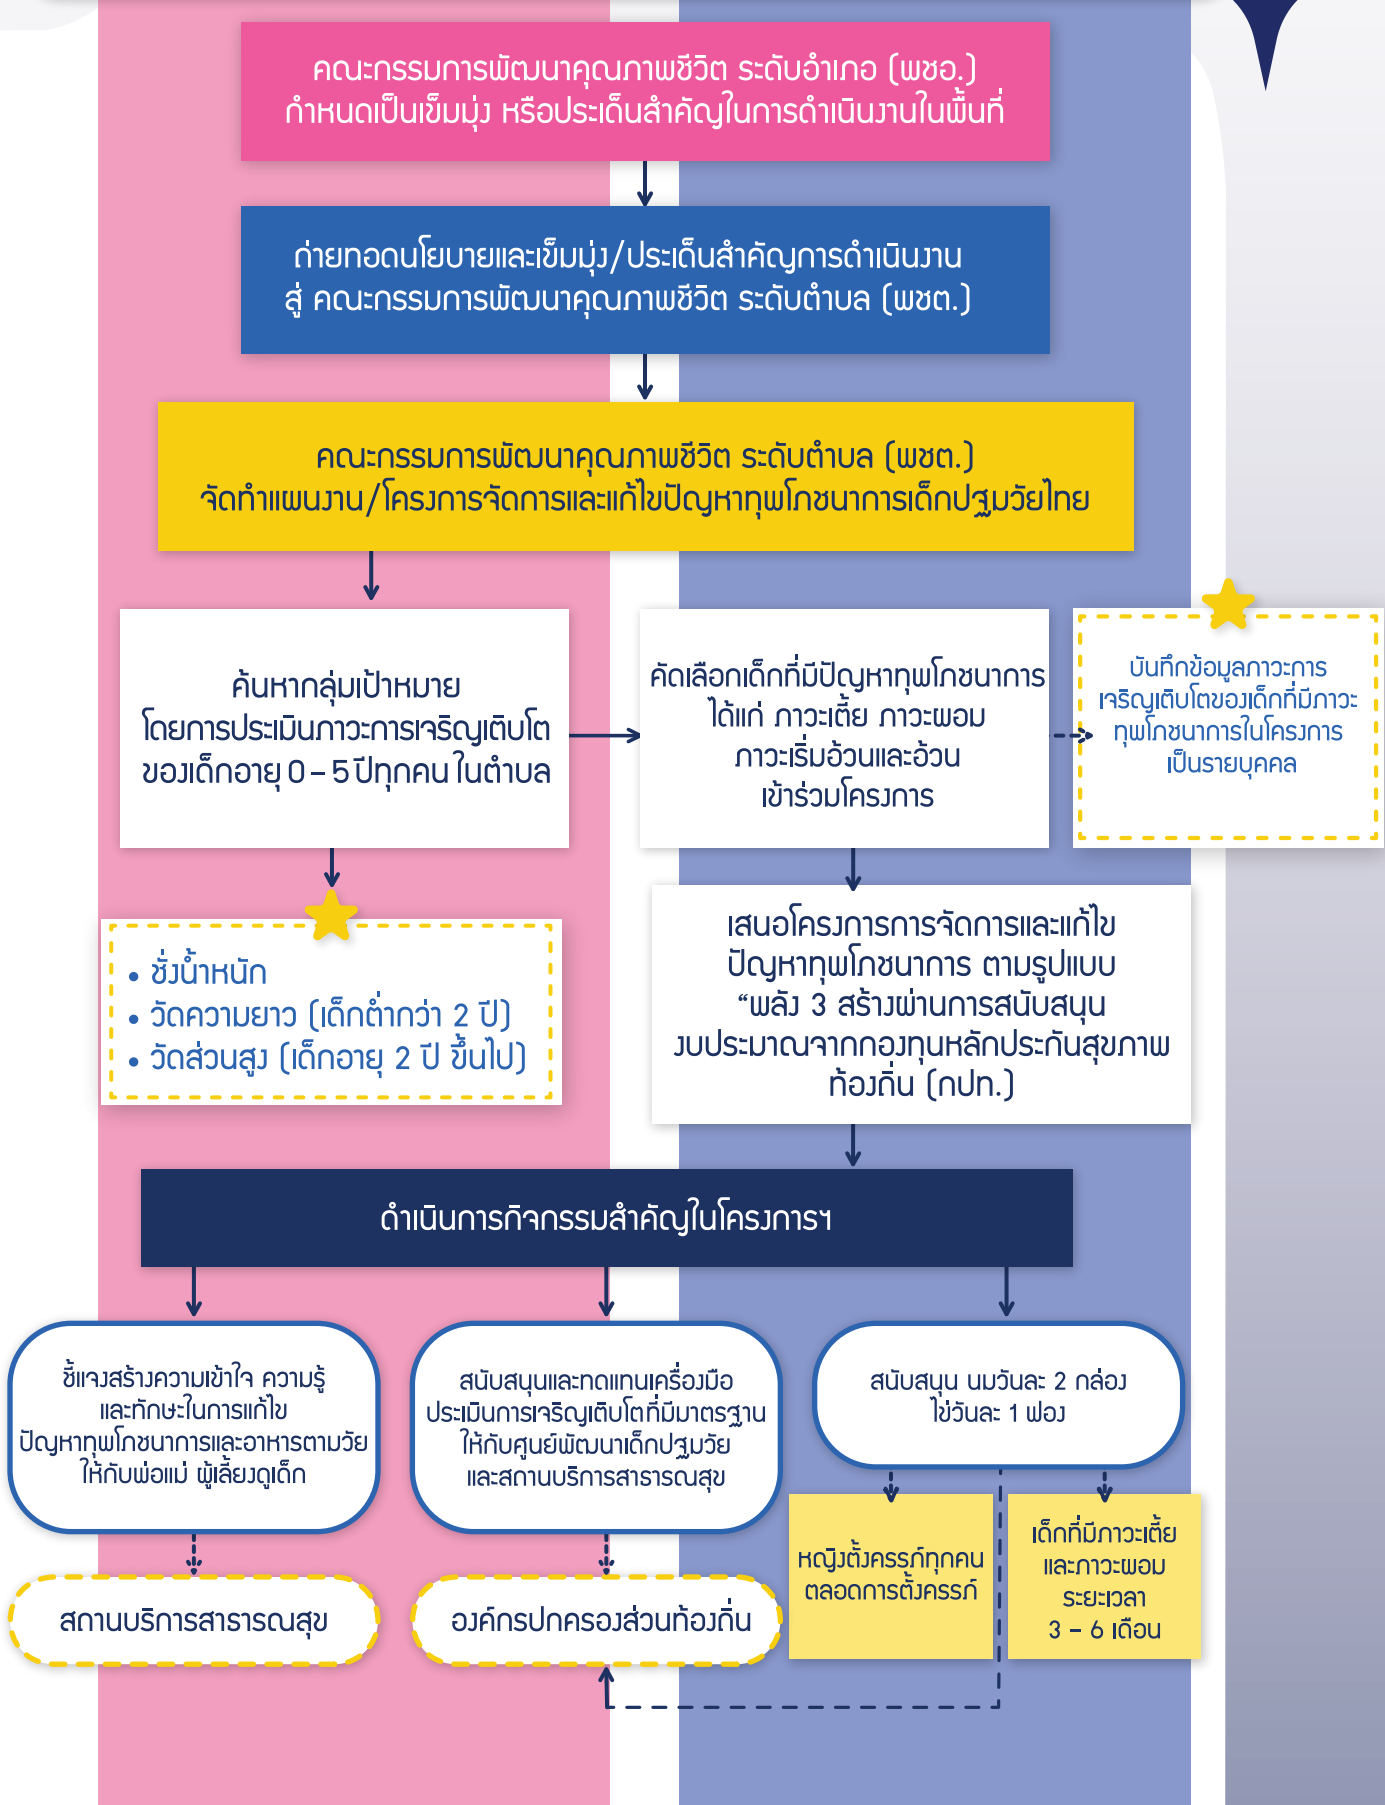 คณะกรรมการพัฒนาคุณภาพชีวิต ระดับอำเภอ (พชอ.)
กำหนดเป็นเข็มมุ่ง หรือประเด็นสำคัญในการดำเนินงานในพื้นที่
ถ่ายทอดนโยบายและเข็มมุ่ง/ประเด็นสำคัญการดำเนินงาน
สู่ คณะกรรมการพัฒนาคุณภาพชีวิต ระดับตำบล (พชต.)
คณะกรรมการพัฒนาคุณภาพชีวิต ระดับตำบล (พชต.)
จัดทำแผนงาน/โครงการจัดการและแก้ไขปัญหาทุพโภชนาการเด็กปฐมวัยไทย
ค้นหากลุ่มเป้าหมาย
โดยการประเมินภาวะการเจริญเติบโต
ของเด็กอายุ 0 – 5 ปีทุกคน ในตำบล
คัดเลือกเด็กที่มีปัญหาทุพโภชนาการ
ได้แก่ ภาวะเตี้ย ภาวะผอม
ภาวะเริ่มอ้วนและอ้วน
เข้าร่วมโครงการ
บันทึกข้อมูลภาวะการ
เจริญเติบโตของเด็กที่มีภาวะ
ทุพโภชนาการในโครงการ
เป็นรายบุคคล
• ชั่งน้ำหนัก
• วัดความยาว (เด็กต่ำกว่า 2 ปี)
• วัดส่วนสูง (เด็กอายุ 2 ปี ขึ้นไป)
เสนอโครงการการจัดการและแก้ไข
ปัญหาทุพโภชนาการ ตามรูปแบบ
“พลัง 3 สร้างผ่านการสนับสนุน
งบประมาณจากกองทุนหลักประกันสุขภาพ
ท้องถิ่น (กปท.)
ดำเนินการกิจกรรมสำคัญในโครงการฯ
ชี้แจงสร้างความเข้าใจ ความรู้
และทักษะในการแก้ไข
ปัญหาทุพโภชนาการและอาหารตามวัย
ให้กับพ่อแม่ ผู้เลี้ยงดูเด็ก
สนับสนุนและทดแทนเครื่องมือ
ประเมินการเจริญเติบโตที่มีมาตรฐาน
ให้กับศูนย์พัฒนาเด็กปฐมวัย
และสถานบริการสาธารณสุข
สนับสนุน นมวันละ 2 กล่อง
ไข่วันละ 1 ฟอง
หญิงตั้งครรภ์ทุกคน
ตลอดการตั้งครรภ์
เด็กที่มีภาวะเตี้ย
และภาวะผอม
ระยะเวลา
3 – 6 เดือน
สถานบริการสาธารณสุข
องค์กรปกครองส่วนท้องถิ่น